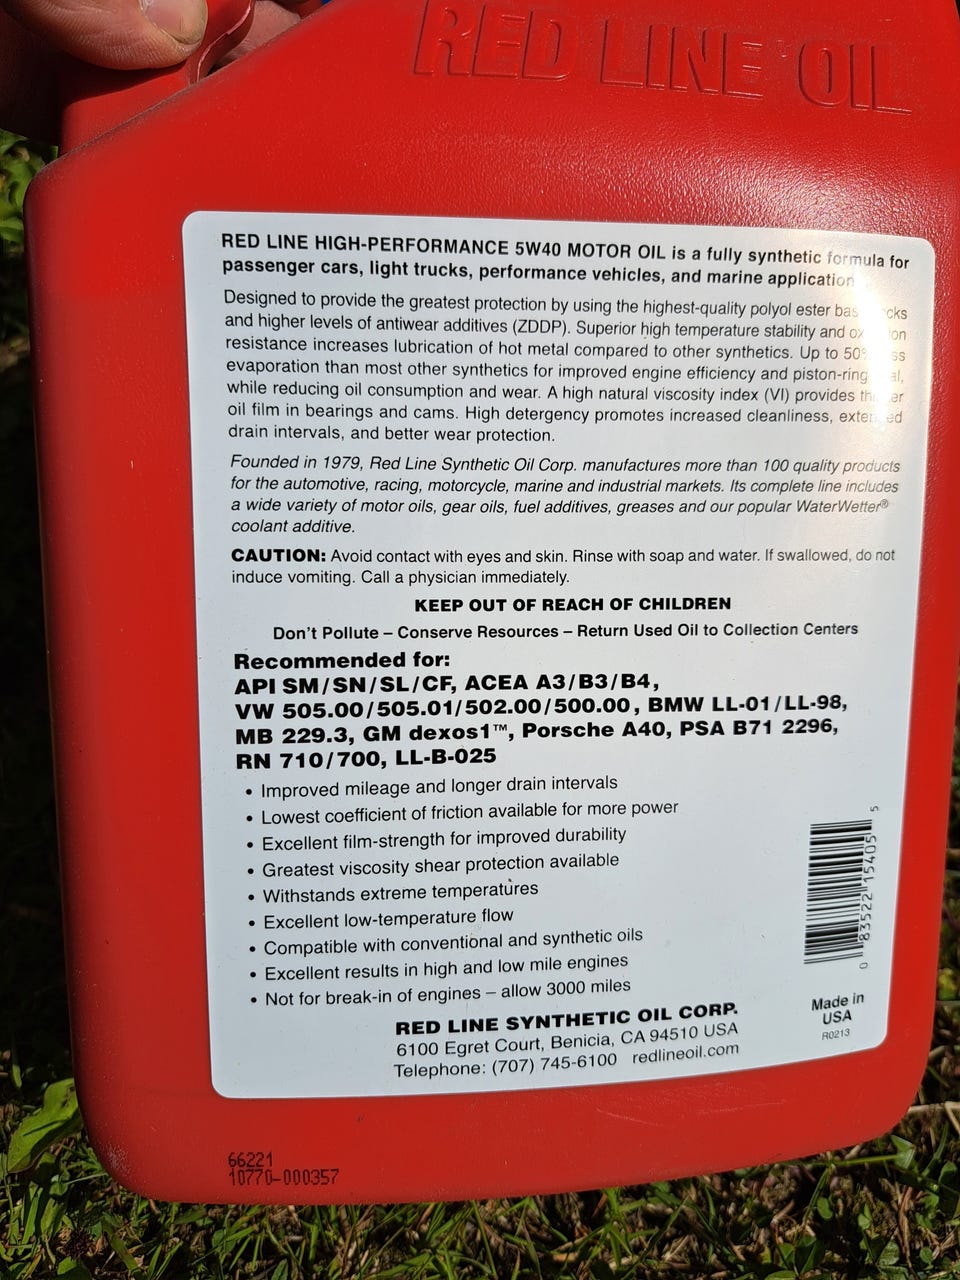 RED LINE OIL
RED LINE HIGH-PERFORMANCE 5W40 MOTOR OIL is a fully synthetic formula for
passenger cars, light trucks, performance vehicles, and marine application
Designed to provide the greatest protection by using the highest-quality polyol ester
and higher levels of antiwear additives (ZDDP). Superior high temperature stability and
resistance increases lubrication of hot metal compared to other synthetics. Up to
evaporation than most other synthetics for improved engine efficiency and piston-ring
while reducing oil consumption and wear. A high natural viscosity index (VI) provides
oil film in bearings and cams. High detergency promotes increased cleanliness,
drain intervals, and better wear protection.
Founded in 1979, Red Line Synthetic Oil Corp. manufactures more than 100 quality products
for the automotive, racing, motorcycle, marine and industrial markets. Its complete line includes
a wide variety of motor oils, gear oils, fuel additives, greases and our popular WaterWetter®
coolant additive.
CAUTION: Avoid contact with eyes and skin. Rinse with soap and water. If swallowed, do not
induce vomiting. Call a physician immediately.
KEEP OUT OF REACH OF CHILDREN
Don't Pollute – Conserve Resources – Return Used Oil to Collection Centers
Recommended for:
API SM/SN/SL/CF, ACEA A3/B3/B4,
VW 505.00/505.01/502.00/500.00, BMW LL-01/LL-98,
MB 229.3, GM dexos1™, Porsche A40, PSA B71 2296,
RN 710/700, LL-B-025
• Improved mileage and longer drain intervals
• Lowest coefficient of friction available for more power
• Excellent film-strength for improved durability
• Greatest viscosity shear protection available
• Withstands extreme temperatures
• Excellent low-temperature flow
• Compatible with conventional and synthetic oils
• Excellent results in high and low mile engines
• Not for break-in of engines – allow 3000 miles
0 83522 15405 5
Made in
USA
R0213
RED LINE SYNTHETIC OIL CORP.
6100 Egret Court, Benicia, CA 94510 USA
Telephone: (707) 745-6100 redlineoil.com
66221
10770-000357